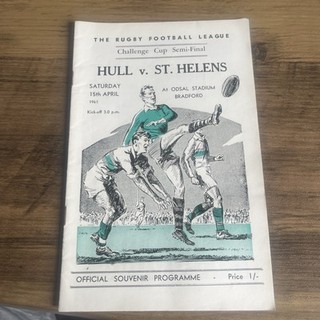 THE RUGBY FOOTBALL LEAGUE
Challenge Cup Semi-Final
HULL v. ST. HELENS
SATURDAY
15th APRIL
1961
Kick-off 3.0 p.m.
At ODSAL STADIUM
BRADFORD
OFFICIAL SOUVENIR PROGRAMME - Price 1/-